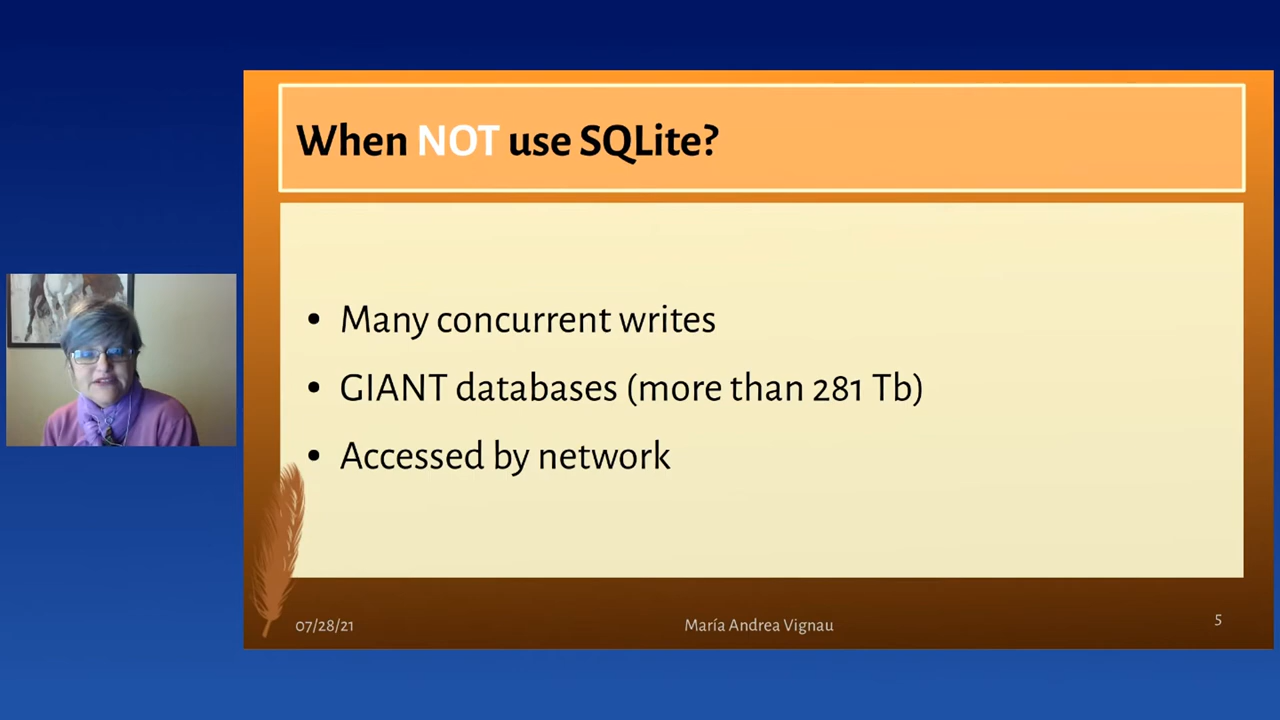 When NOT use SQLite?
• Many concurrent writes
• GIANT databases (more than 281 Tb)
• Accessed by network
07/28/21
María Andrea Vignau
5